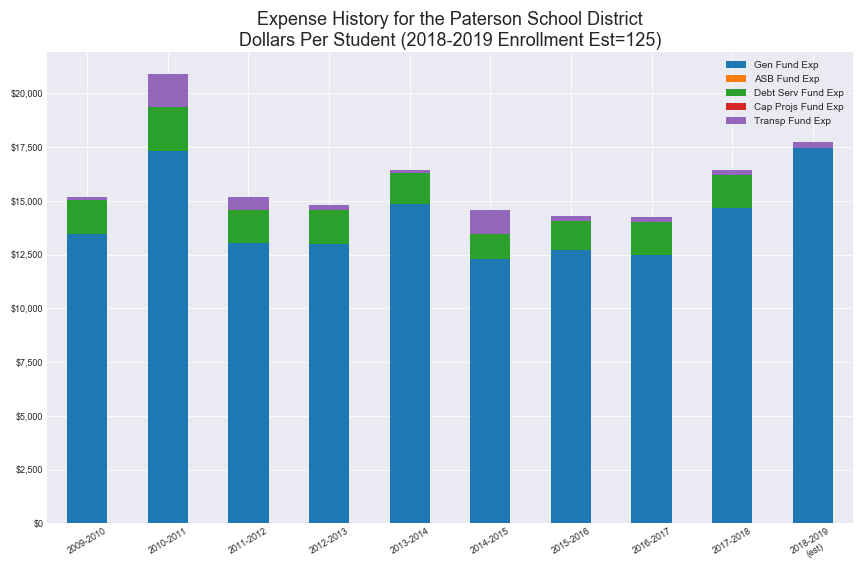 Expense History for the Paterson School District
Dollars Per Student (2018-2019 Enrollment Est=125)
Gen Fund Exp
ASB Fund Exp
Debt Serv Fund Exp
Cap Projs Fund Exp
Transp Fund Exp
$20,000
$17,500
$15,000
$12,500
$10,000
$7,500
$5,000
$2,500
$0
2009-2010
2010-2011
2011-2012
2012-2013
2013-2014
2014-2015
2015-2016
2016-2017
2017-2018
2018-2019
(est)